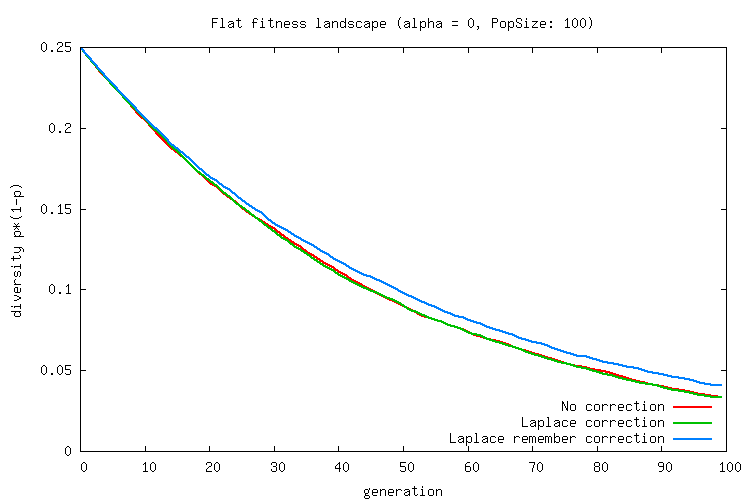 Flat fitness landscape (alpha = 0, PopSize: 100)
0.25
0.2
0.15
0.1
0.05
0
diversity p*(1-p)
No correction
Laplace correction
Laplace remember correction
0 10 20 30 40 50 60 70 80 90 100
generation